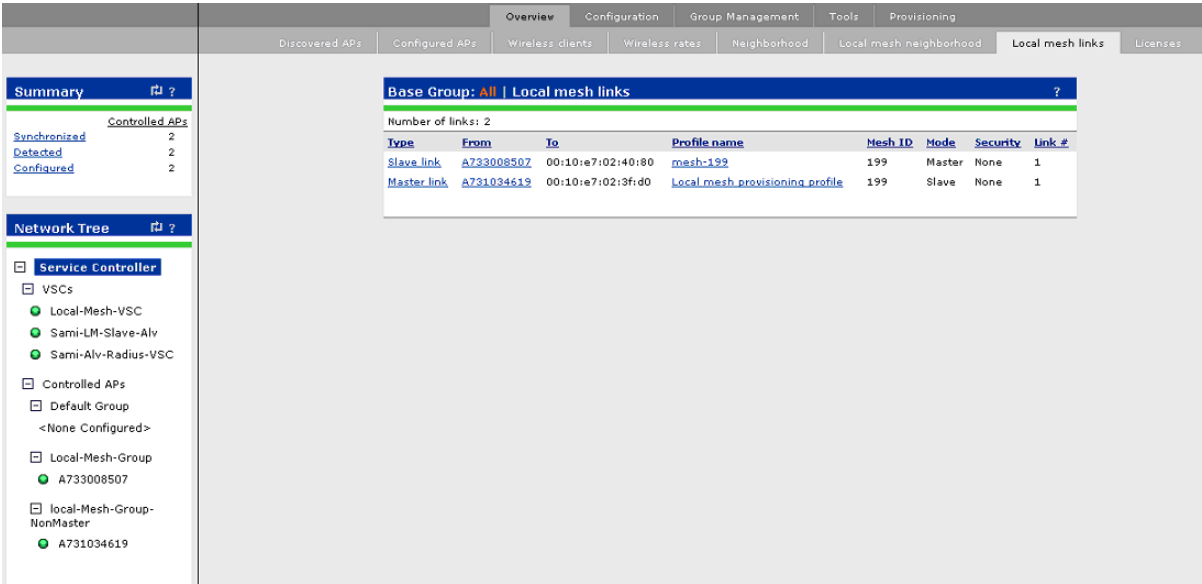 Overview Configuration Group Management Tools Provisioning
Discovered APs Configured APs Wireless clients Wireless rates Neighborhood Local mesh neighborhood Local mesh links Licenses
Summary ?
Controlled APs
Synchronized 2
Detected 2
Configured 2
Network Tree ?
Service Controller
VSCs
Local-Mesh-VSC
Sami-LM-Slave-Alv
Sami-Alv-Radius-VSC
Controlled APs
Default Group
<None Configured>
Local-Mesh-Group
A733008507
local-Mesh-Group-
NonMaster
A731034619
Base Group: All | Local mesh links ?
Number of links: 2
Type From To Profile name Mesh ID Mode Security Link #
Slave link A733008507 00:10:e7:02:40:80 mesh-199 199 Master None 1
Master link A731034619 00:10:e7:02:3f:d0 Local mesh provisioning profile 199 Slave None 1